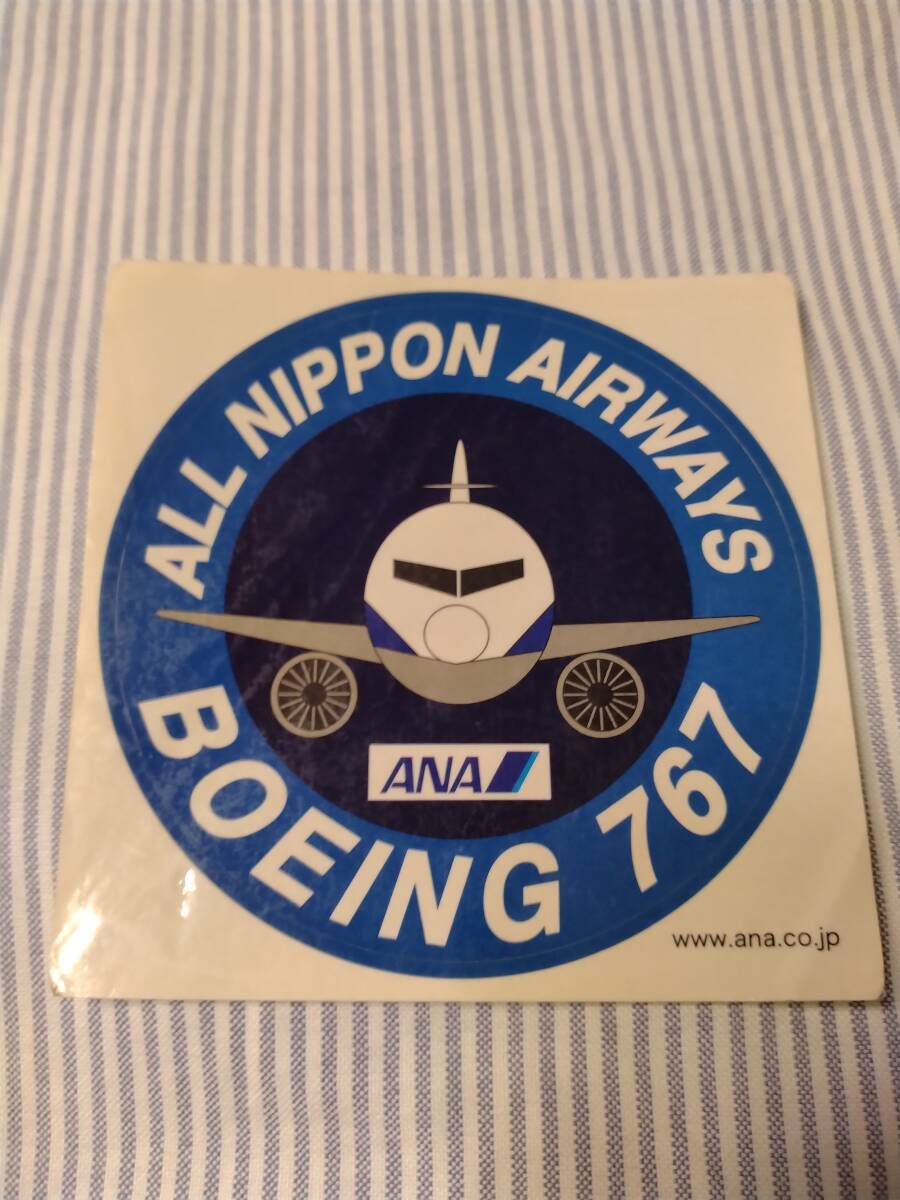 ALL NIPPON AIRWAYS
ANA
BOEING 767
www.ana.co.jp